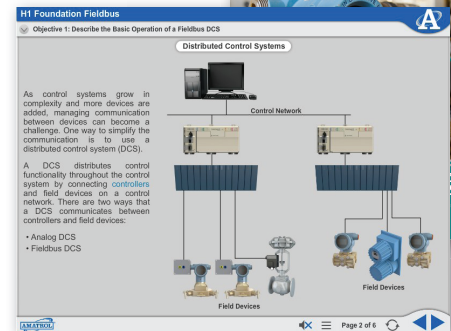 H1 Foundation Fieldbus
Objective 1: Describe the Basic Operation of a Fieldbus DCS
Distributed Control Systems
As control systems grow in
complexity and more devices are
added, managing communication
between devices can become a
challenge. One way to simplify the
communication is to use a
distributed control system (DCS).
A DCS distributes control
functionality throughout the control
system by connecting controllers
and field devices on a control
network. There are two ways that
a DCS communicates between
controllers and field devices:
• Analog DCS
• Fieldbus DCS
Control Network
Field Devices
Field Devices
AMATROL
Page 2 of 6
A